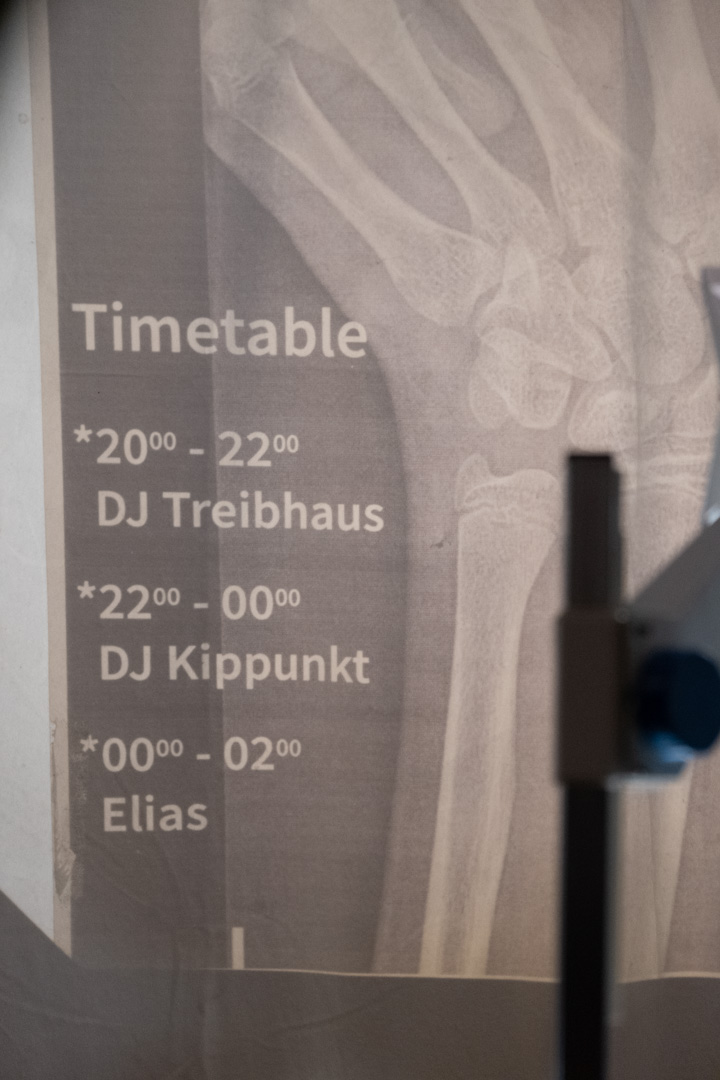 Timetable
*20⁰⁰ - 22⁰⁰
DJ Treibhaus
*22⁰⁰ - 00⁰⁰
DJ Kippunkt
*00⁰⁰ - 02⁰⁰
Elias